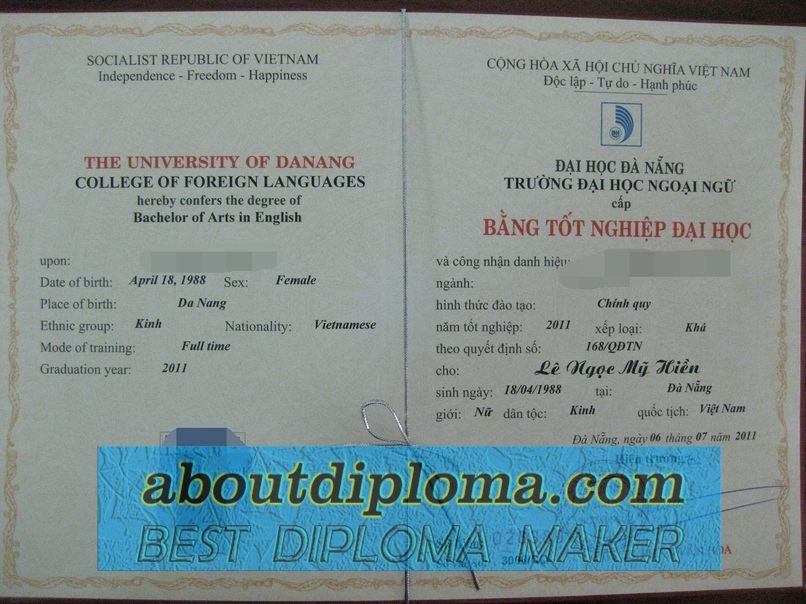 SOCIALIST REPUBLIC OF VIETNAM
Independence - Freedom - Happiness
THE UNIVERSITY OF DANANG
COLLEGE OF FOREIGN LANGUAGES
hereby confers the degree of
Bachelor of Arts in English
upon:
Date of birth: April 18, 1988 Sex: Female
Place of birth: Da Nang
Ethnic group: Kinh Nationality: Vietnamese
Mode of training: Full time
Graduation year: 2011
CỘNG HÒA XÃ HỘI CHỦ NGHĨA VIỆT NAM
Độc lập - Tự do - Hạnh phúc
ĐẠI HỌC ĐÀ NẴNG
TRƯỜNG ĐẠI HỌC NGOẠI NGỮ
cấp
BẰNG TỐT NGHIỆP ĐẠI HỌC
và công nhận danh hiệu:
ngành:
hình thức đào tạo: Chính quy
năm tốt nghiệp: 2011 xếp loại: Khá
theo quyết định số: 168/QĐTN
cho: Lê Ngọc Mỹ Hiền
sinh ngày: 18/04/1988 tại: Đà Nẵng
giới: Nữ dân tộc: Kinh quốc tịch: Việt Nam
Đà Nẵng, ngày 06 tháng 07 năm 2011
Hiệu trưởng
aboutdiploma.com
BEST DIPLOMA MAKER